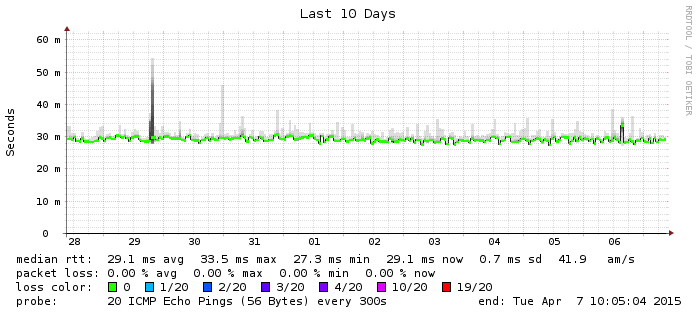 Last 10 Days
RRDTOOL / TOBI OETIKER
Seconds
60 m
50 m
40 m
30 m
20 m
10 m
0
28 29 30 31 01 02 03 04 05 06
median rtt: 29.1 ms avg 33.5 ms max 27.3 ms min 29.1 ms now 0.7 ms sd 41.9 am/s
packet loss: 0.00 % avg 0.00 % max 0.00 % min 0.00 % now
loss color: 0 1/20 2/20 3/20 4/20 10/20 19/20
probe: 20 ICMP Echo Pings (56 Bytes) every 300s end: Tue Apr 7 10:05:04 2015